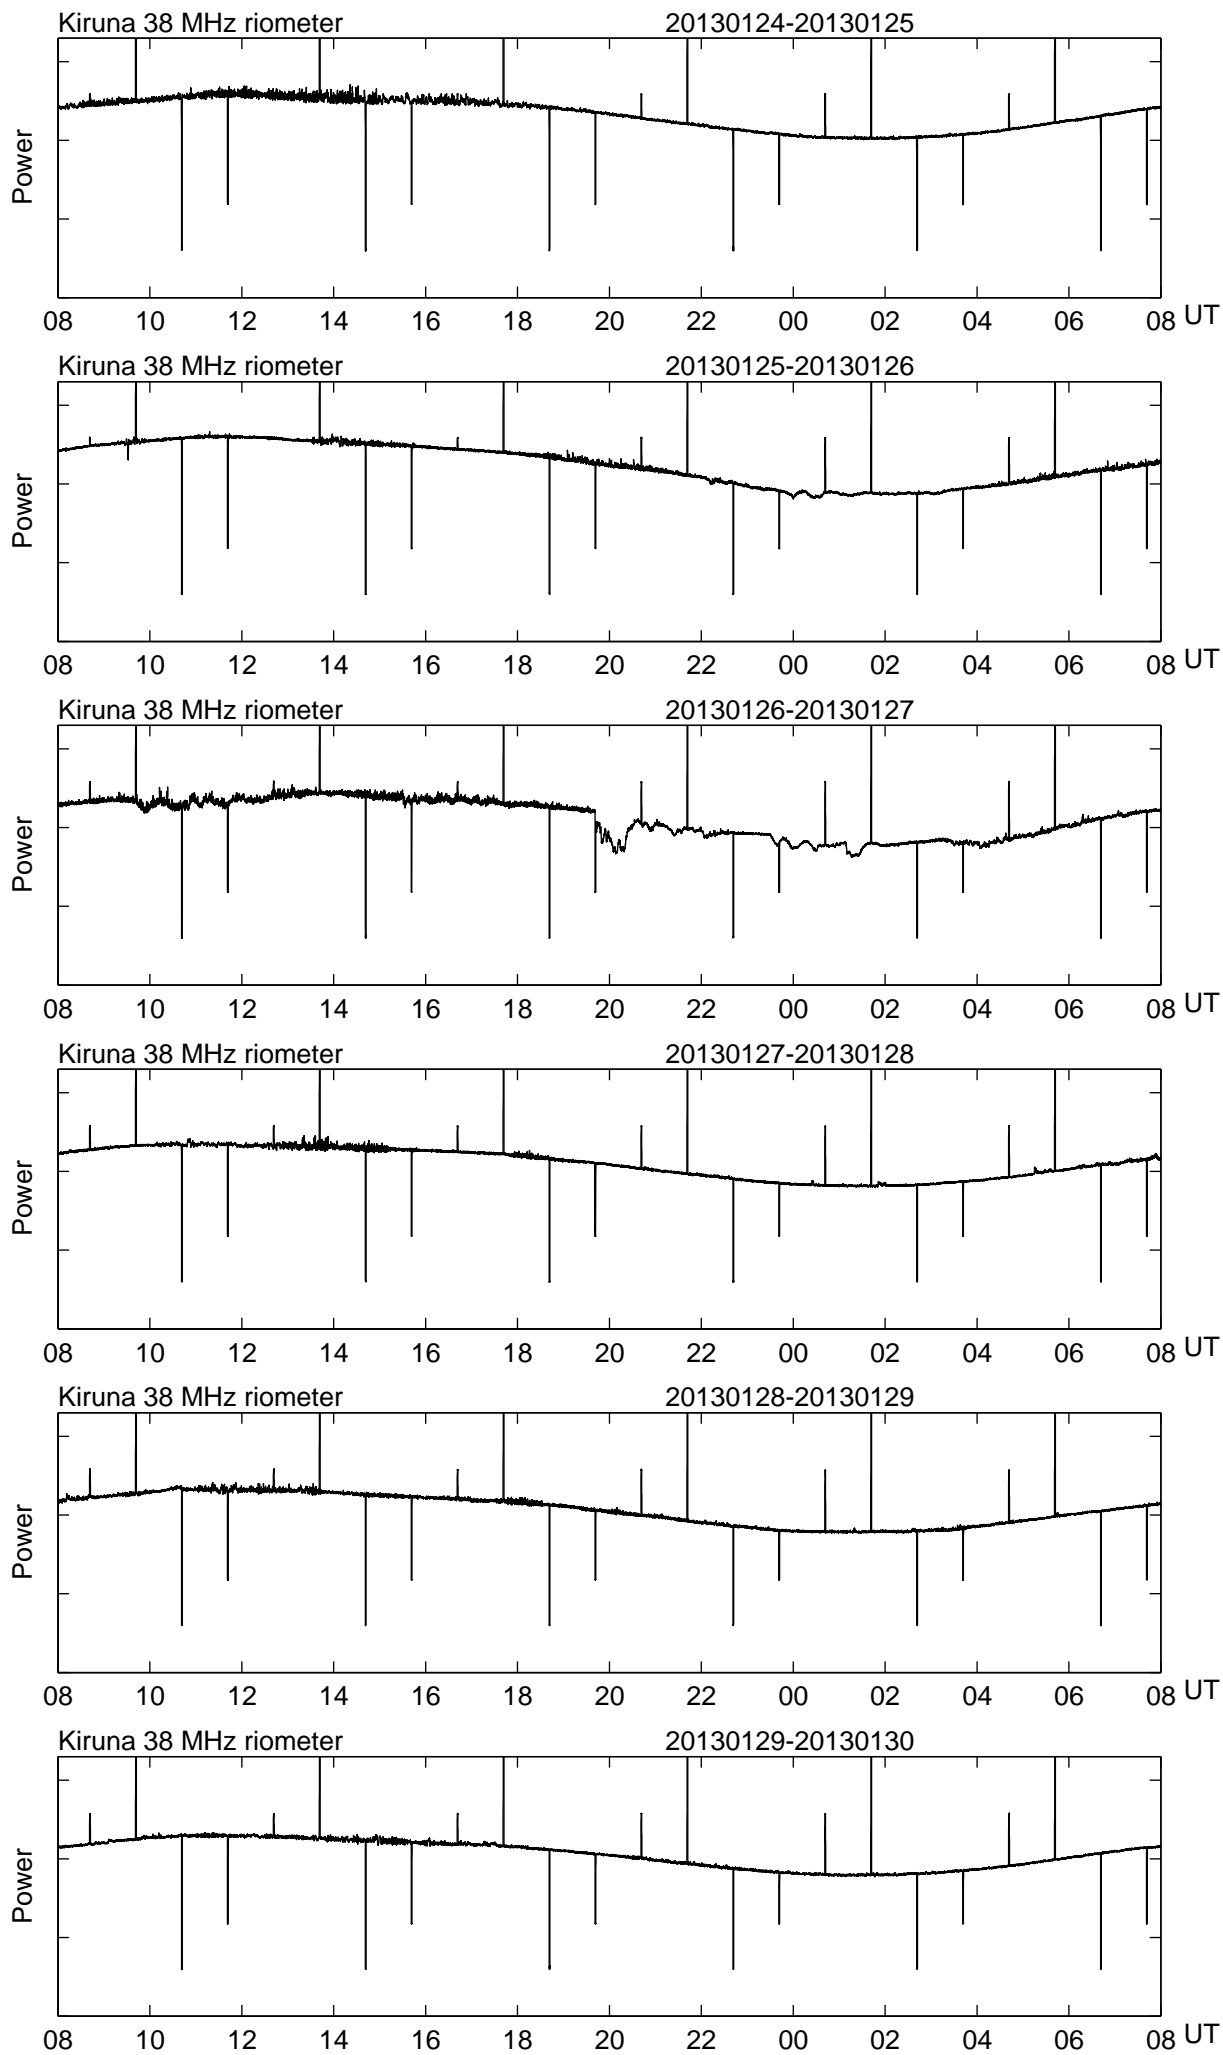 Kiruna 38 MHz riometer 20130124-20130125
Power
08 10 12 14 16 18 20 22 00 02 04 06 08 UT
Kiruna 38 MHz riometer 20130125-20130126
Power
08 10 12 14 16 18 20 22 00 02 04 06 08 UT
Kiruna 38 MHz riometer 20130126-20130127
Power
08 10 12 14 16 18 20 22 00 02 04 06 08 UT
Kiruna 38 MHz riometer 20130127-20130128
Power
08 10 12 14 16 18 20 22 00 02 04 06 08 UT
Kiruna 38 MHz riometer 20130128-20130129
Power
08 10 12 14 16 18 20 22 00 02 04 06 08 UT
Kiruna 38 MHz riometer 20130129-20130130
Power
08 10 12 14 16 18 20 22 00 02 04 06 08 UT